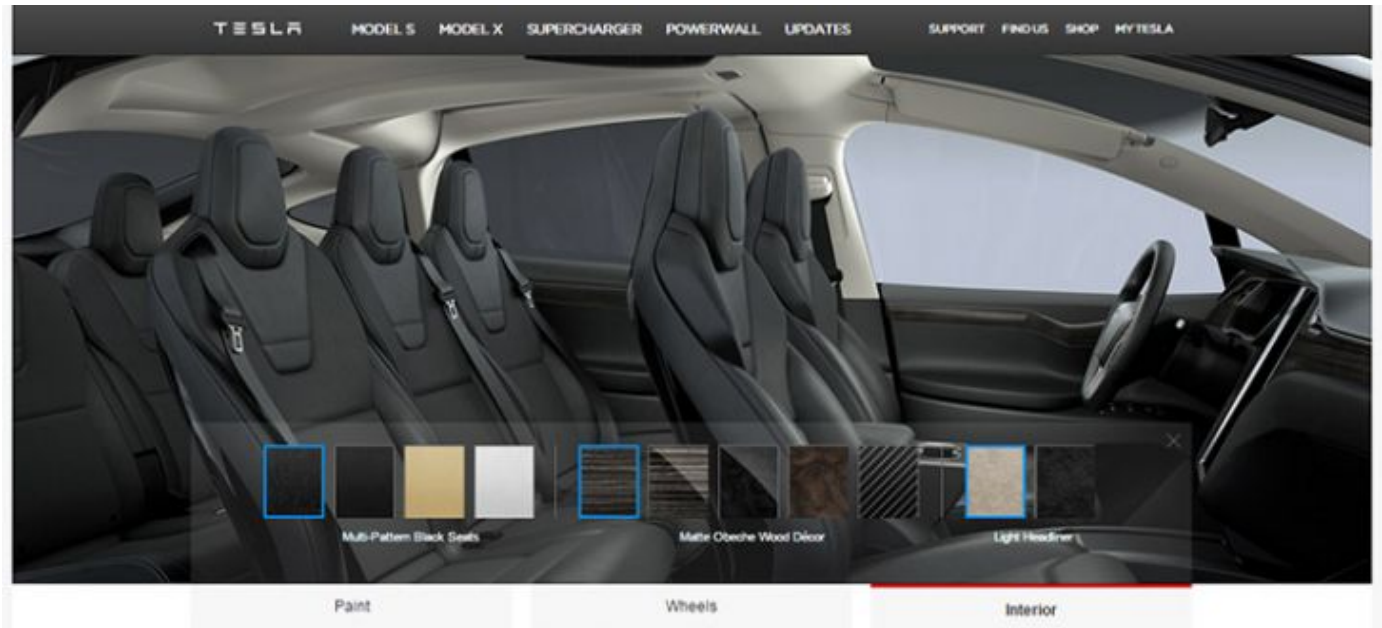 TESLA MODEL S MODEL X SUPERCHARGER POWERWALL UPDATES SUPPORT FIND US SHOP MY TESLA
Multi-Pattern Black Seats Matte Obeche Wood Décor Light Headliner
Paint Wheels Interior